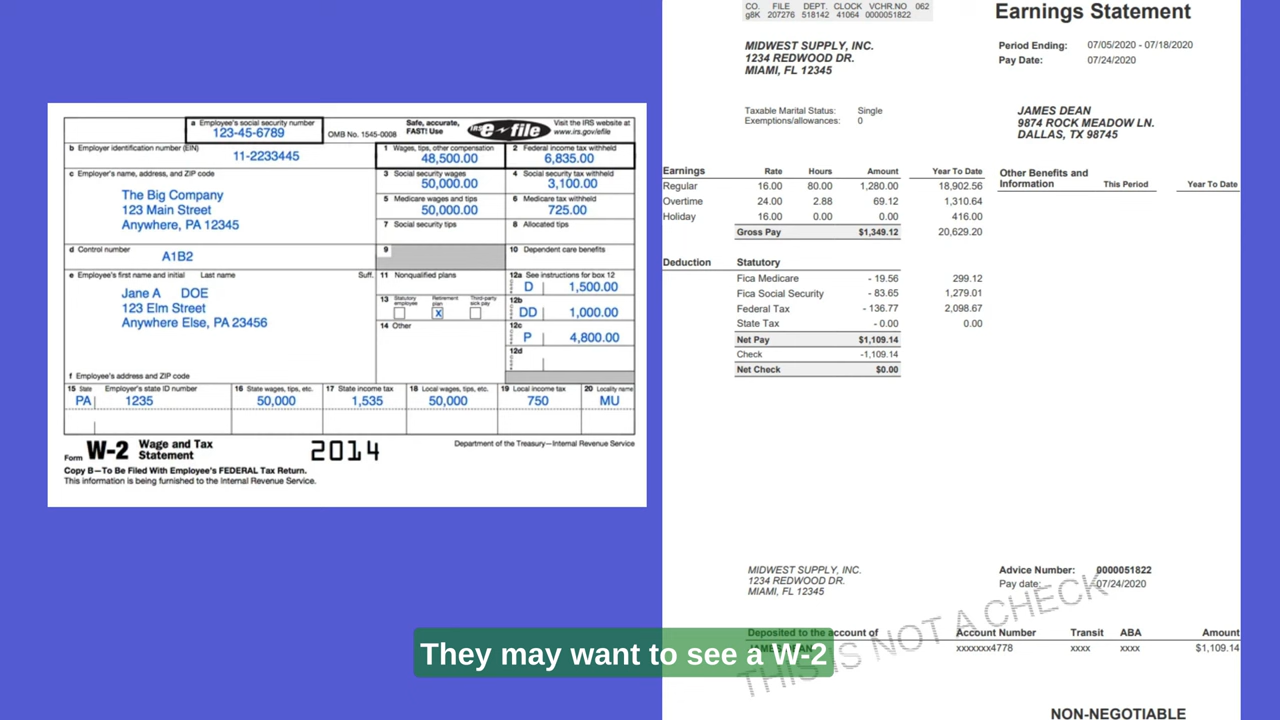 a Employee's social security number
123-45-6789
OMB No. 1545-0008
Safe, accurate,
FAST! Use
IRS e~file
Visit the IRS website at
www.irs.gov/efile
b Employer identification number (EIN)
11-2233445
1 Wages, tips, other compensation
48,500.00
2 Federal income tax withheld
6,835.00
c Employer's name, address, and ZIP code
The Big Company
123 Main Street
Anywhere, PA 12345
3 Social security wages
50,000.00
4 Social security tax withheld
3,100.00
5 Medicare wages and tips
50,000.00
6 Medicare tax withheld
725.00
7 Social security tips
8 Allocated tips
d Control number
A1B2
9
10 Dependent care benefits
e Employee's first name and initial Last name Suff.
Jane A DOE
123 Elm Street
Anywhere Else, PA 23456
11 Nonqualified plans
12a See instructions for box 12
D 1,500.00
13 Statutory employee Retirement plan Third-party sick pay
X
12b
DD 1,000.00
14 Other
12c
P 4,800.00
12d
f Employee's address and ZIP code
15 State Employer's state ID number 16 State wages, tips, etc. 17 State income tax 18 Local wages, tips, etc. 19 Local income tax 20 Locality name
PA 1235 50,000 1,535 50,000 750 MU
Form W-2 Wage and Tax
Statement
2014
Department of the Treasury—Internal Revenue Service
Copy B—To Be Filed With Employee's FEDERAL Tax Return.
This information is being furnished to the Internal Revenue Service.
CO. FILE DEPT. CLOCK VCHR.NO 062
g8K 207276 518142 41064 0000051822
Earnings Statement
MIDWEST SUPPLY, INC.
1234 REDWOOD DR.
MIAMI, FL 12345
Period Ending: 07/05/2020 - 07/18/2020
Pay Date: 07/24/2020
Taxable Marital Status: Single
Exemptions/allowances: 0
JAMES DEAN
9874 ROCK MEADOW LN.
DALLAS, TX 98745
Earnings Rate Hours Amount Year To Date
Regular 16.00 80.00 1,280.00 18,902.56
Overtime 24.00 2.88 69.12 1,310.64
Holiday 16.00 0.00 0.00 416.00
Gross Pay $1,349.12 20,629.20
Other Benefits and
Information This Period Year To Date
Deduction Statutory
Fica Medicare - 19.56 299.12
Fica Social Security - 83.65 1,279.01
Federal Tax - 136.77 2,098.67
State Tax - 0.00 0.00
Net Pay $1,109.14
Check -1,109.14
Net Check $0.00
MIDWEST SUPPLY, INC.
1234 REDWOOD DR.
MIAMI, FL 12345
Advice Number: 0000051822
Pay date: 07/24/2020
THIS IS NOT A CHECK
Deposited to the account of Account Number Transit ABA Amount
JAMES DEAN xxxxxxx4778 xxxx xxxx $1,109.14
They may want to see a W-2
NON-NEGOTIABLE